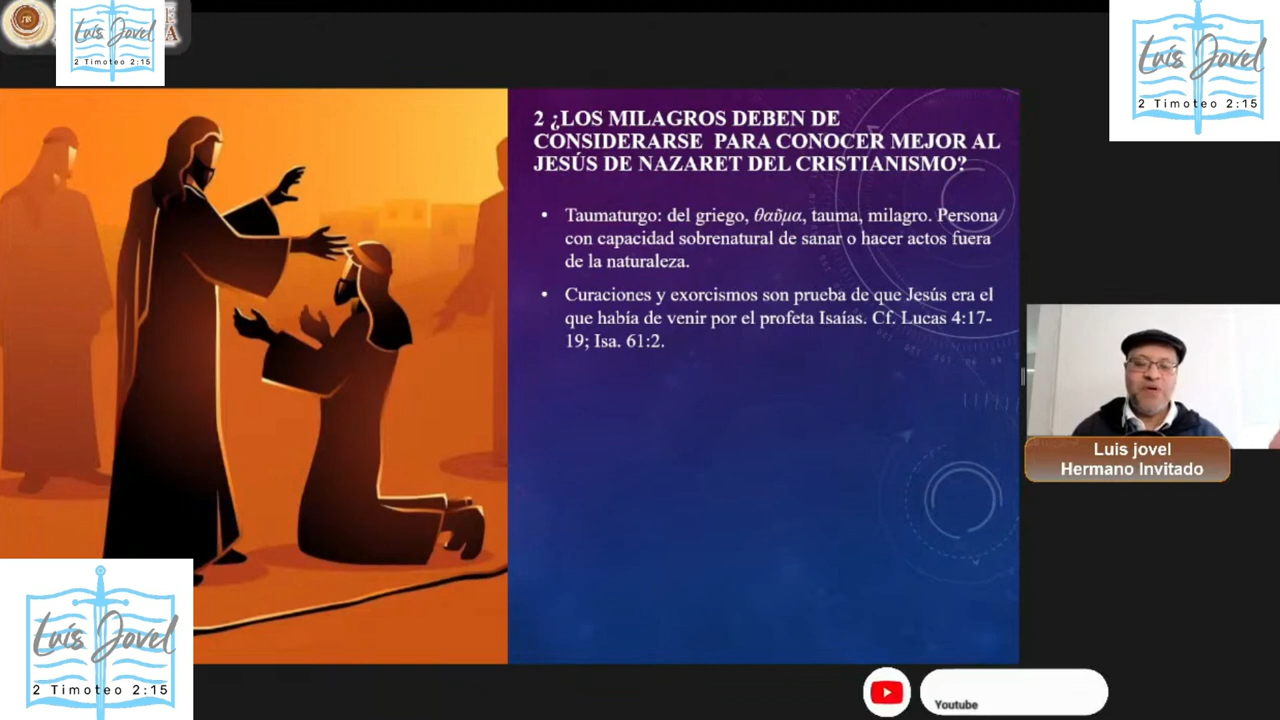 E
A
Luis Jovel
2 Timoteo 2:15
Luis Jovel
2 Timoteo 2:15
2 ¿LOS MILAGROS DEBEN DE
CONSIDERARSE PARA CONOCER MEJOR AL
JESÚS DE NAZARET DEL CRISTIANISMO?
• Taumaturgo: del griego, θαῦμα, tauma, milagro. Persona
con capacidad sobrenatural de sanar o hacer actos fuera
de la naturaleza.
• Curaciones y exorcismos son prueba de que Jesús era el
que había de venir por el profeta Isaías. Cf. Lucas 4:17-
19; Isa. 61:2.
Luis jovel
Hermano Invitado
Luis Jovel
2 Timoteo 2:15
Youtube